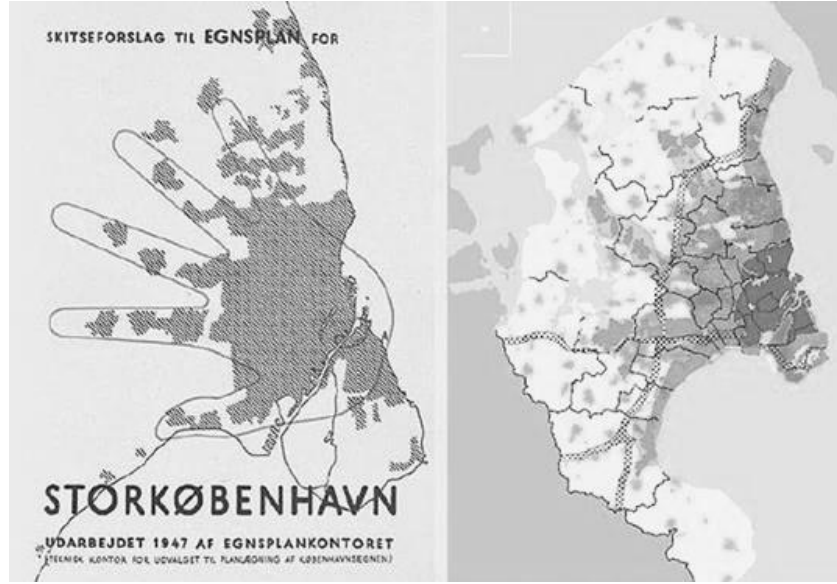 SKITSEFORSLAG TIL EGNSPLAN FOR
STORKØBENHAVN
UDARBEJDET 1947 AF EGNSPLANKONTORET
(TEKNISK KONTOR FOR UDVALGET TIL PLANLÆGNING AF KØBENHAVNSEGNEN)